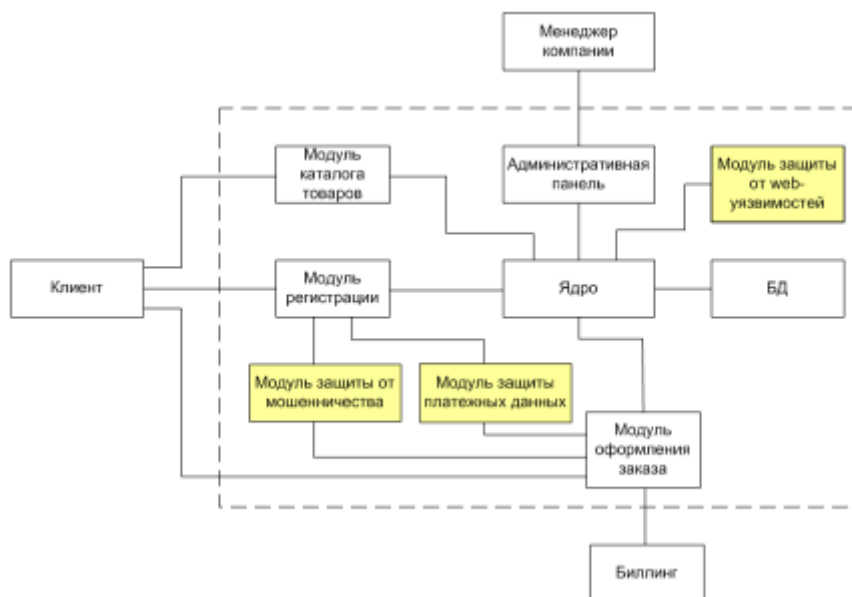 Менеджер
компании
Модуль
каталога
товаров
Административная
панель
Модуль защиты
от web-
уязвимостей
Клиент
Модуль
регистрации
Ядро
БД
Модуль защиты от
мошенничества
Модуль защиты
платежных данных
Модуль
оформления
заказа
Биллинг